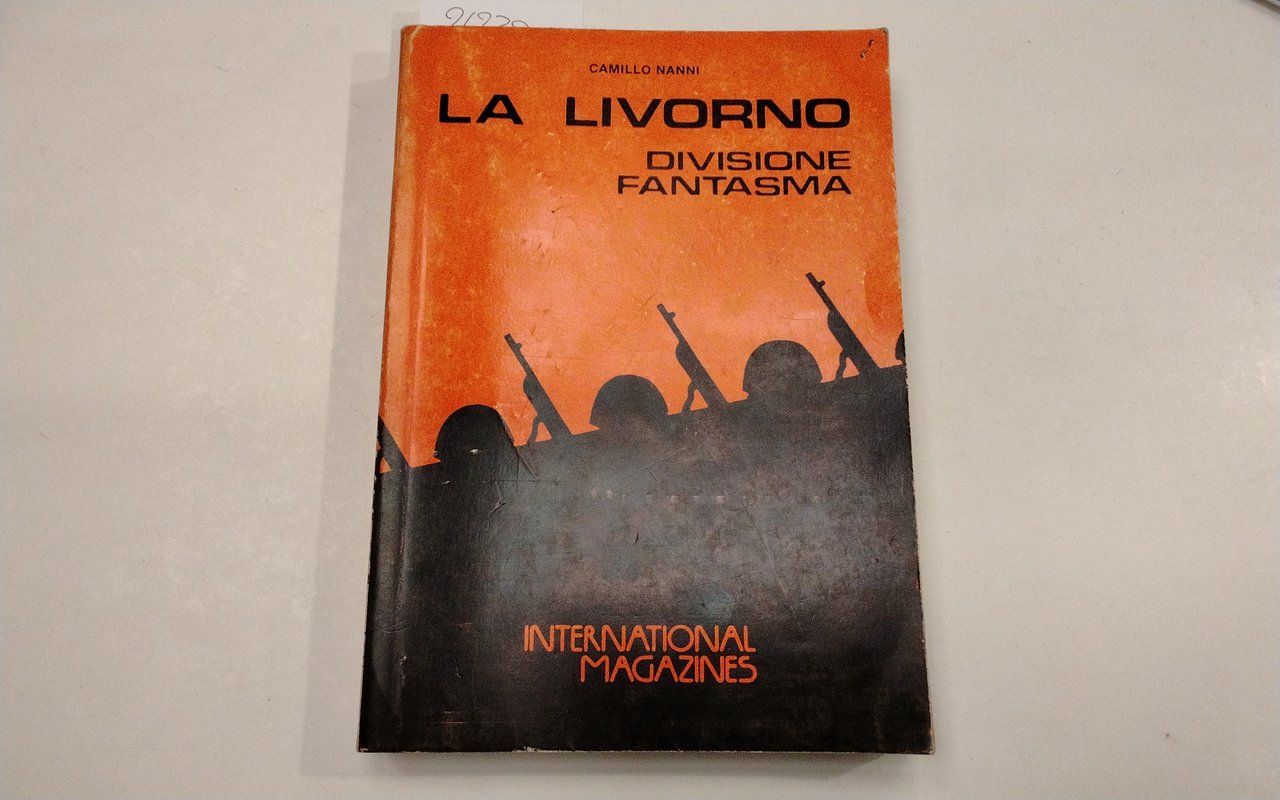 CAMILLO NANNI
LA LIVORNO
DIVISIONE
FANTASMA
INTERNATIONAL
MAGAZINES